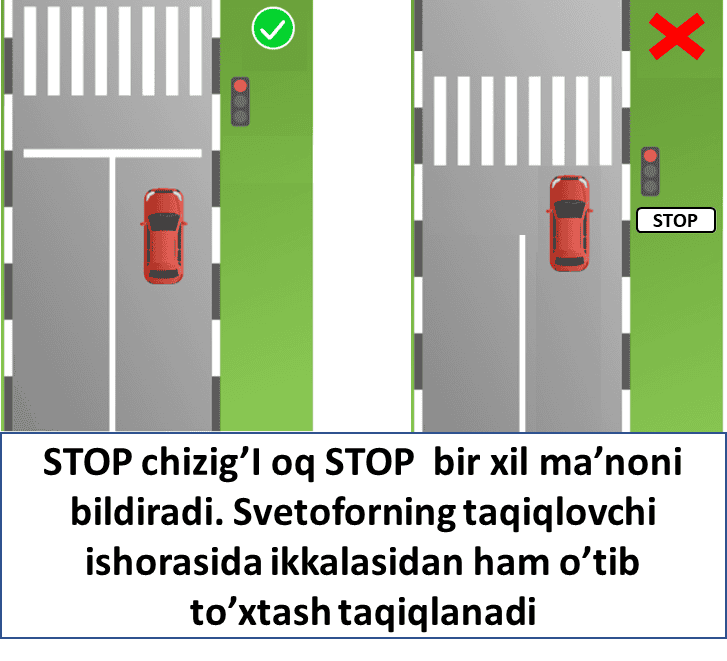 STOP
STOP chizig’I oq STOP bir xil ma’noni
bildiradi. Svetoforning taqiqlovchi
ishorasida ikkalasidan ham o’tib
to’xtash taqiqlanadi